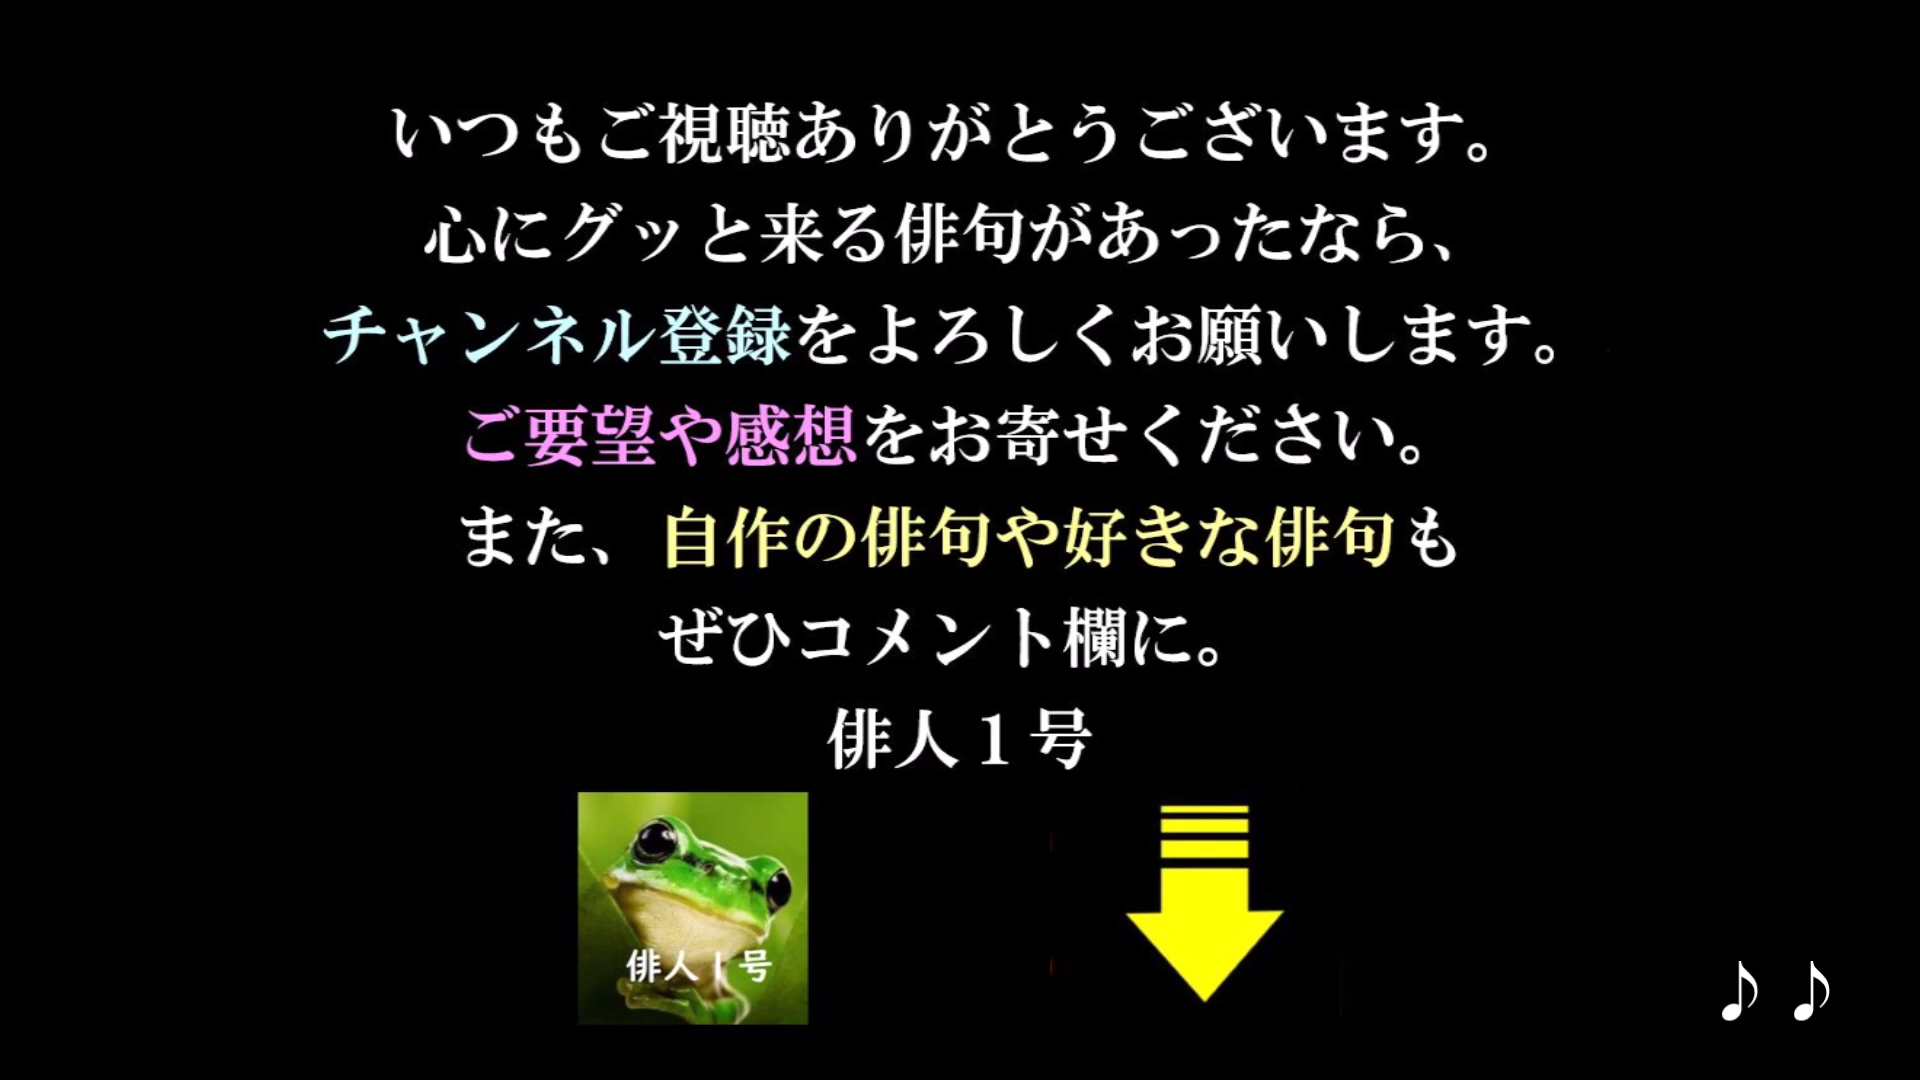 いつもご視聴ありがとうございます。
心にグッと来る俳句があったなら、
チャンネル登録をよろしくお願いします。
ご要望や感想をお寄せください。
また、自作の俳句や好きな俳句も
ぜひコメント欄に。
俳人１号
俳人１号
♪ ♪